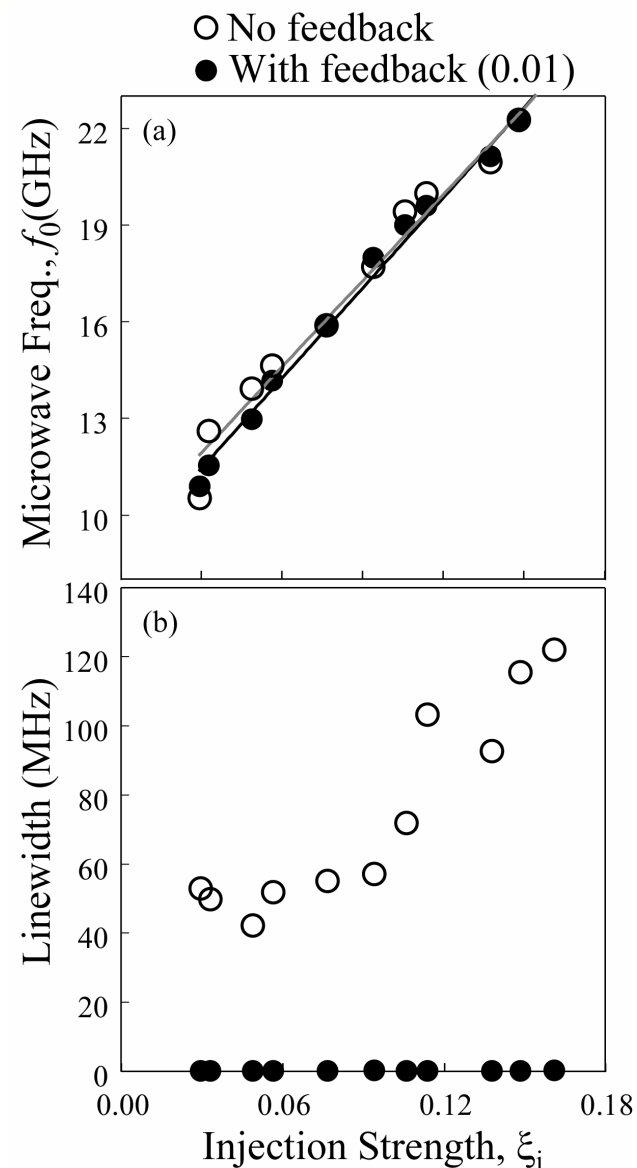 No feedback
With feedback (0.01)
(a)
Microwave Freq., f0(GHz)
22
19
16
13
10
(b)
Linewidth (MHz)
140
120
100
80
60
40
20
0
0.00 0.06 0.12 0.18
Injection Strength, ξi